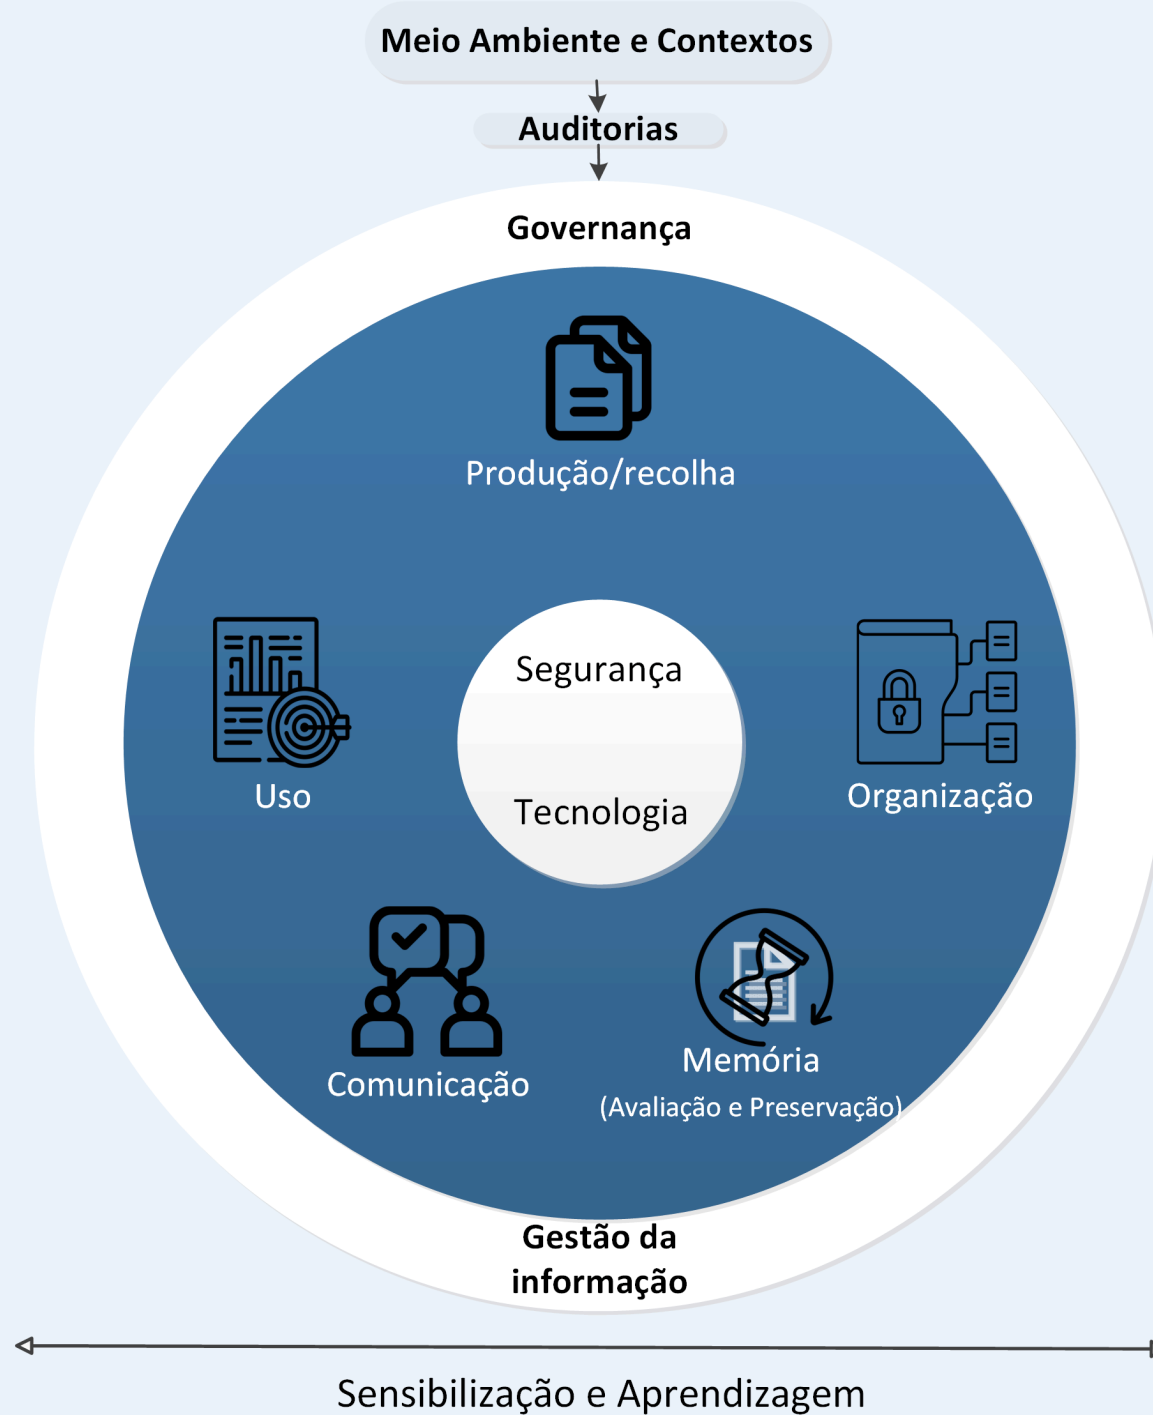 Meio Ambiente e Contextos
Auditorias
Governança
Produção/recolha
Segurança
Tecnologia
Uso
Organização
Comunicação
Memória
(Avaliação e Preservação)
Gestão da
informação
Sensibilização e Aprendizagem